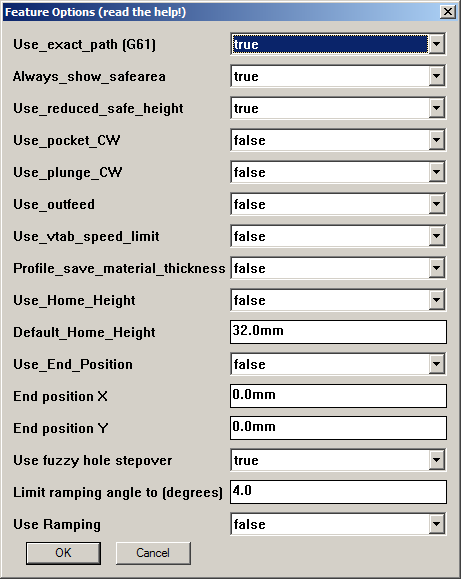 Feature Options (read the help!)
Use_exact_path (G61) true
Always_show_safearea true
Use_reduced_safe_height true
Use_pocket_CW false
Use_plunge_CW false
Use_outfeed false
Use_vtab_speed_limit false
Profile_save_material_thickness false
Use_Home_Height false
Default_Home_Height 32.0mm
Use_End_Position false
End position X 0.0mm
End position Y 0.0mm
Use fuzzy hole stepover true
Limit ramping angle to (degrees) 4.0
Use Ramping false
OK Cancel